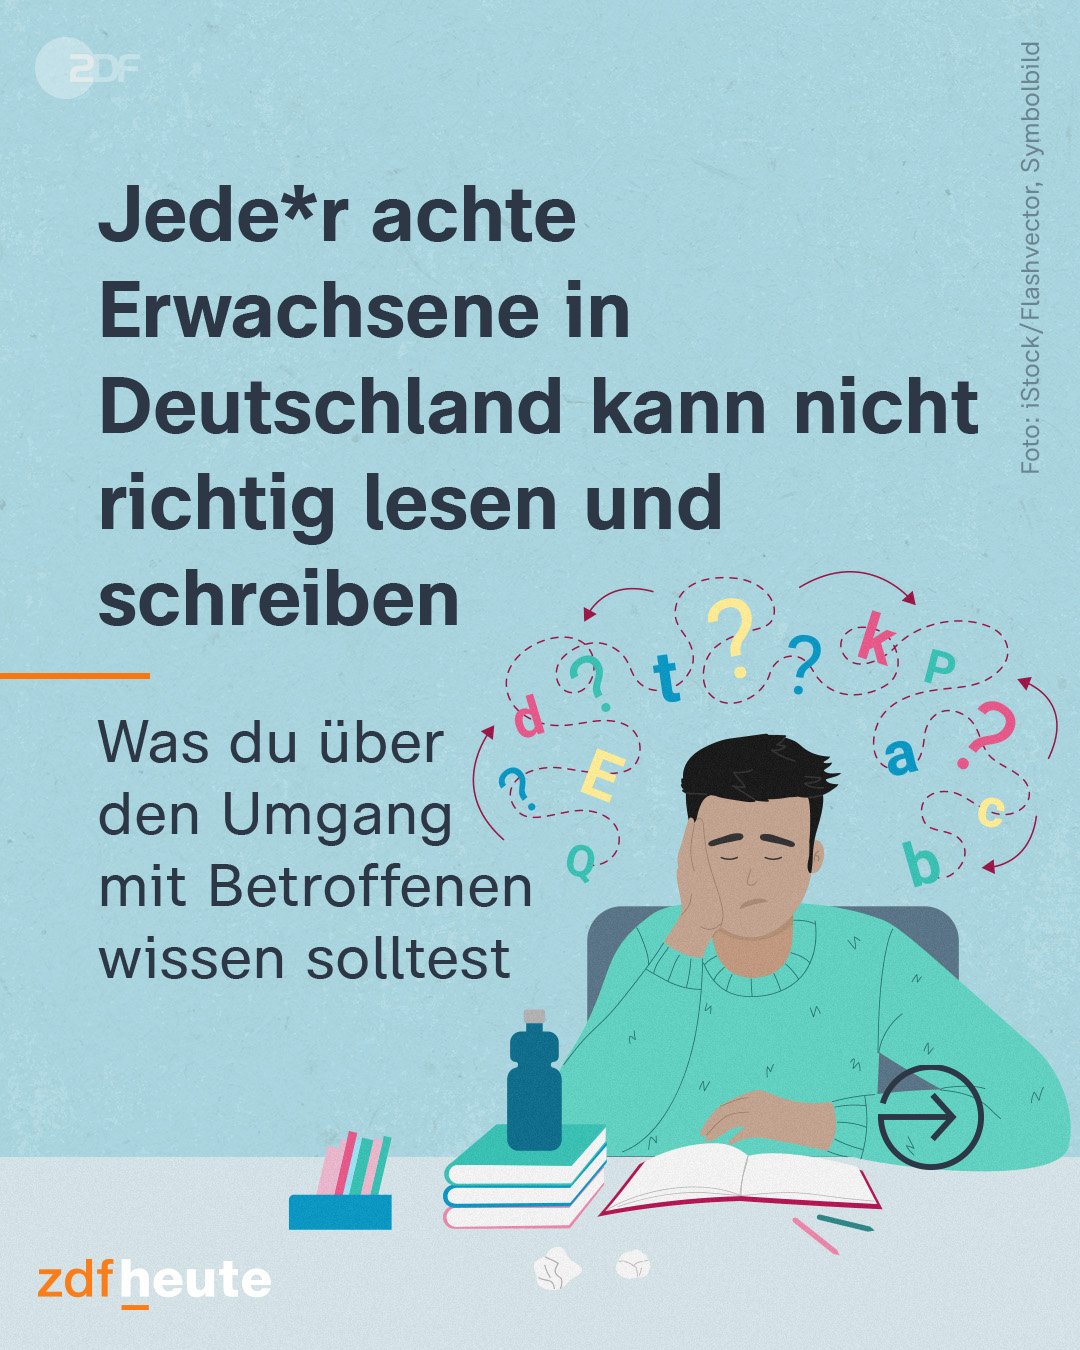 ZDF
Foto: iStock/Flashvector, Symbolbild
Jede*r achte
Erwachsene in
Deutschland kann nicht
richtig lesen und
schreiben
Was du über
den Umgang
mit Betroffenen
wissen solltest
? t ? ? k P
d ?
? E a c
Q b
zdfheute